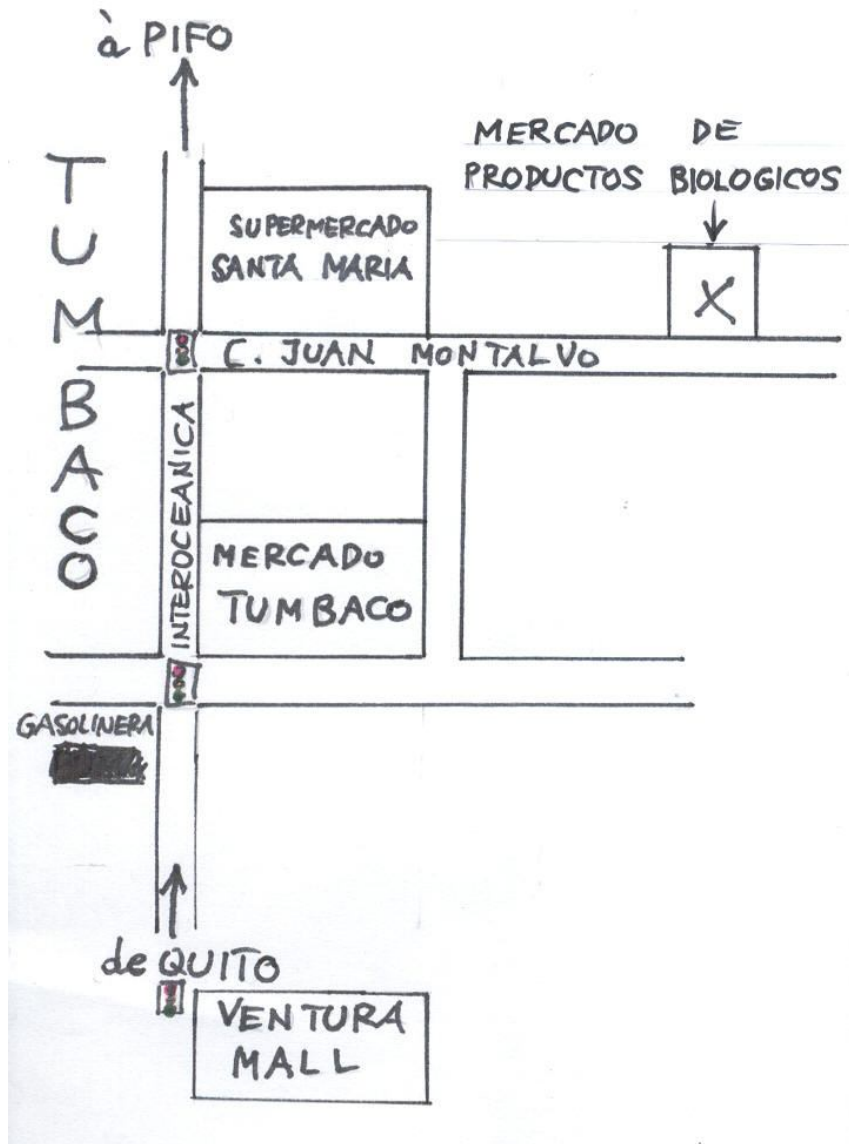 à PIFO
MERCADO DE
PRODUCTOS BIOLOGICOS
X
TUMBACO
SUPERMERCADO
SANTA MARIA
C. JUAN MONTALVO
INTEROCEANICA
MERCADO
TUMBACO
GASOLINERA
de QUITO
VENTURA
MALL